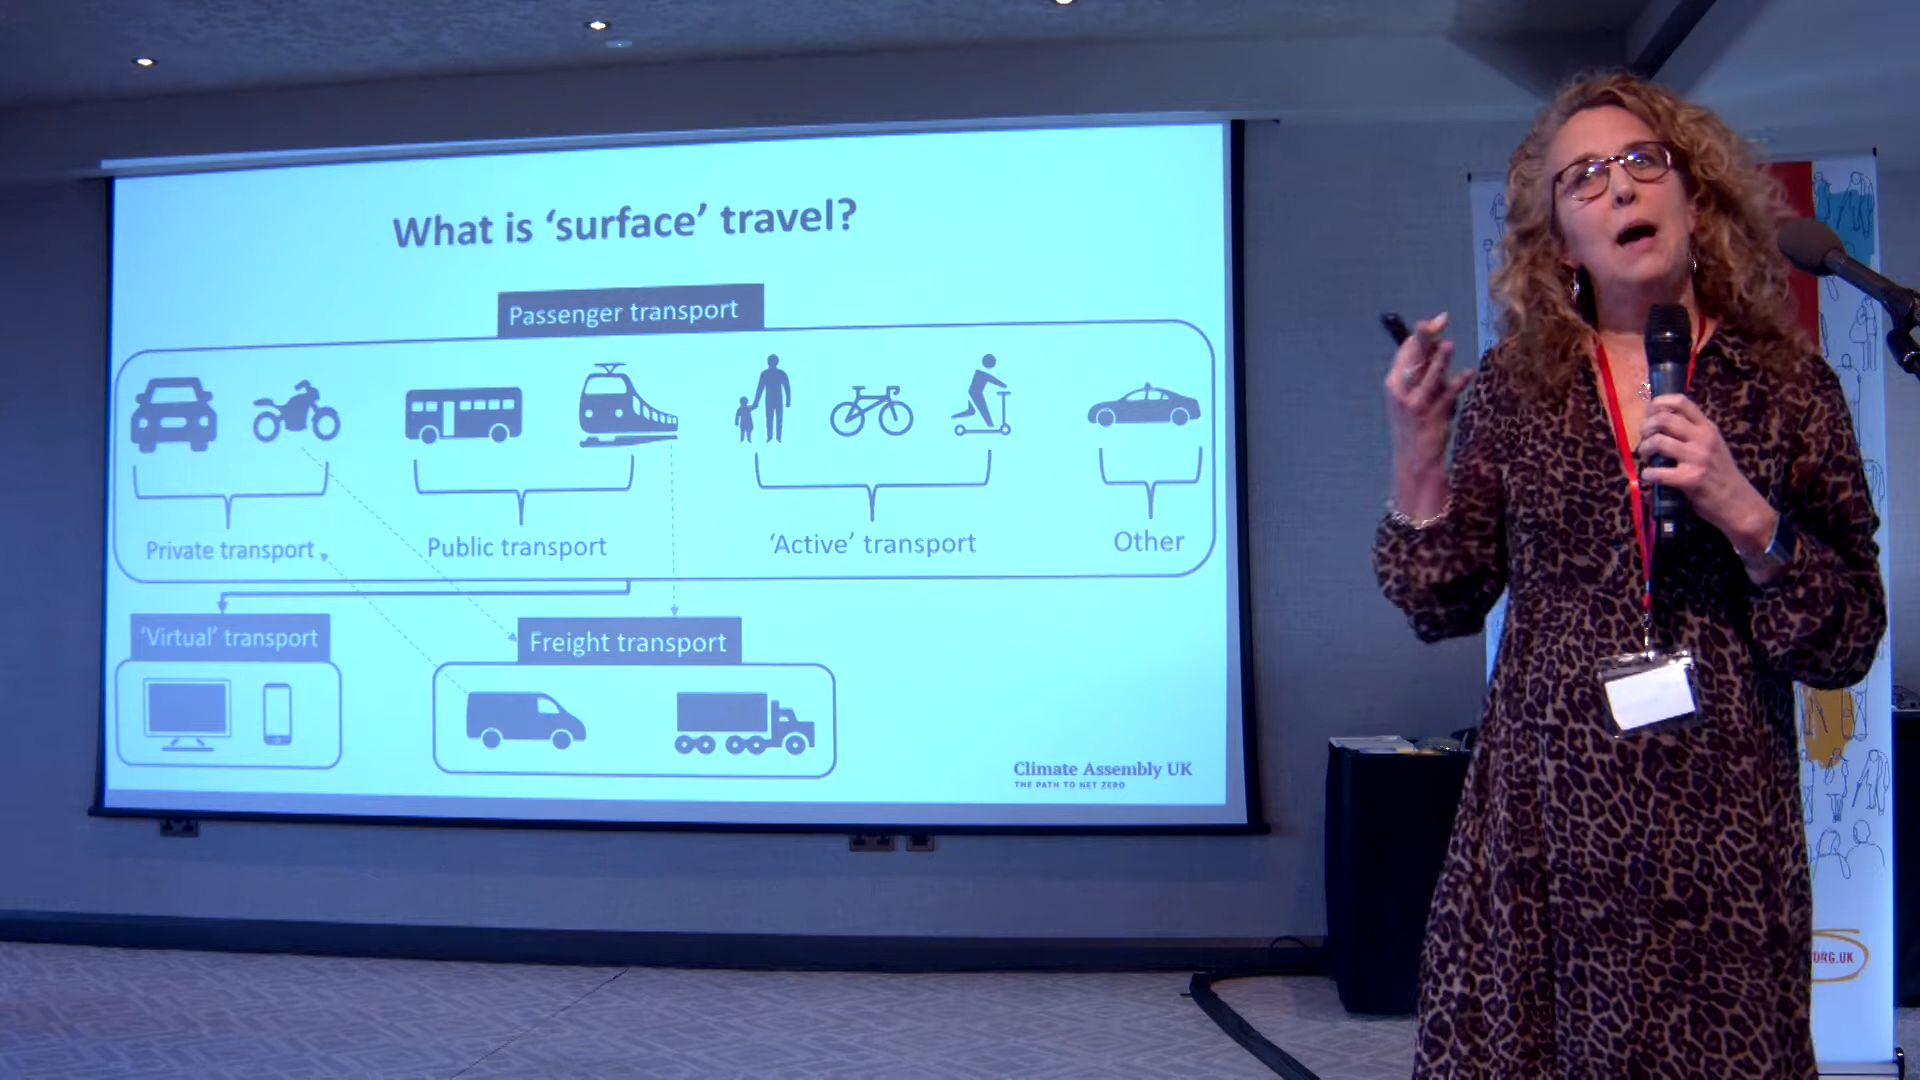 What is ‘surface’ travel?
Passenger transport
Private transport
Public transport
‘Active’ transport
Other
‘Virtual’ transport
Freight transport
Climate Assembly UK
THE PATH TO NET ZERO
ORG.UK